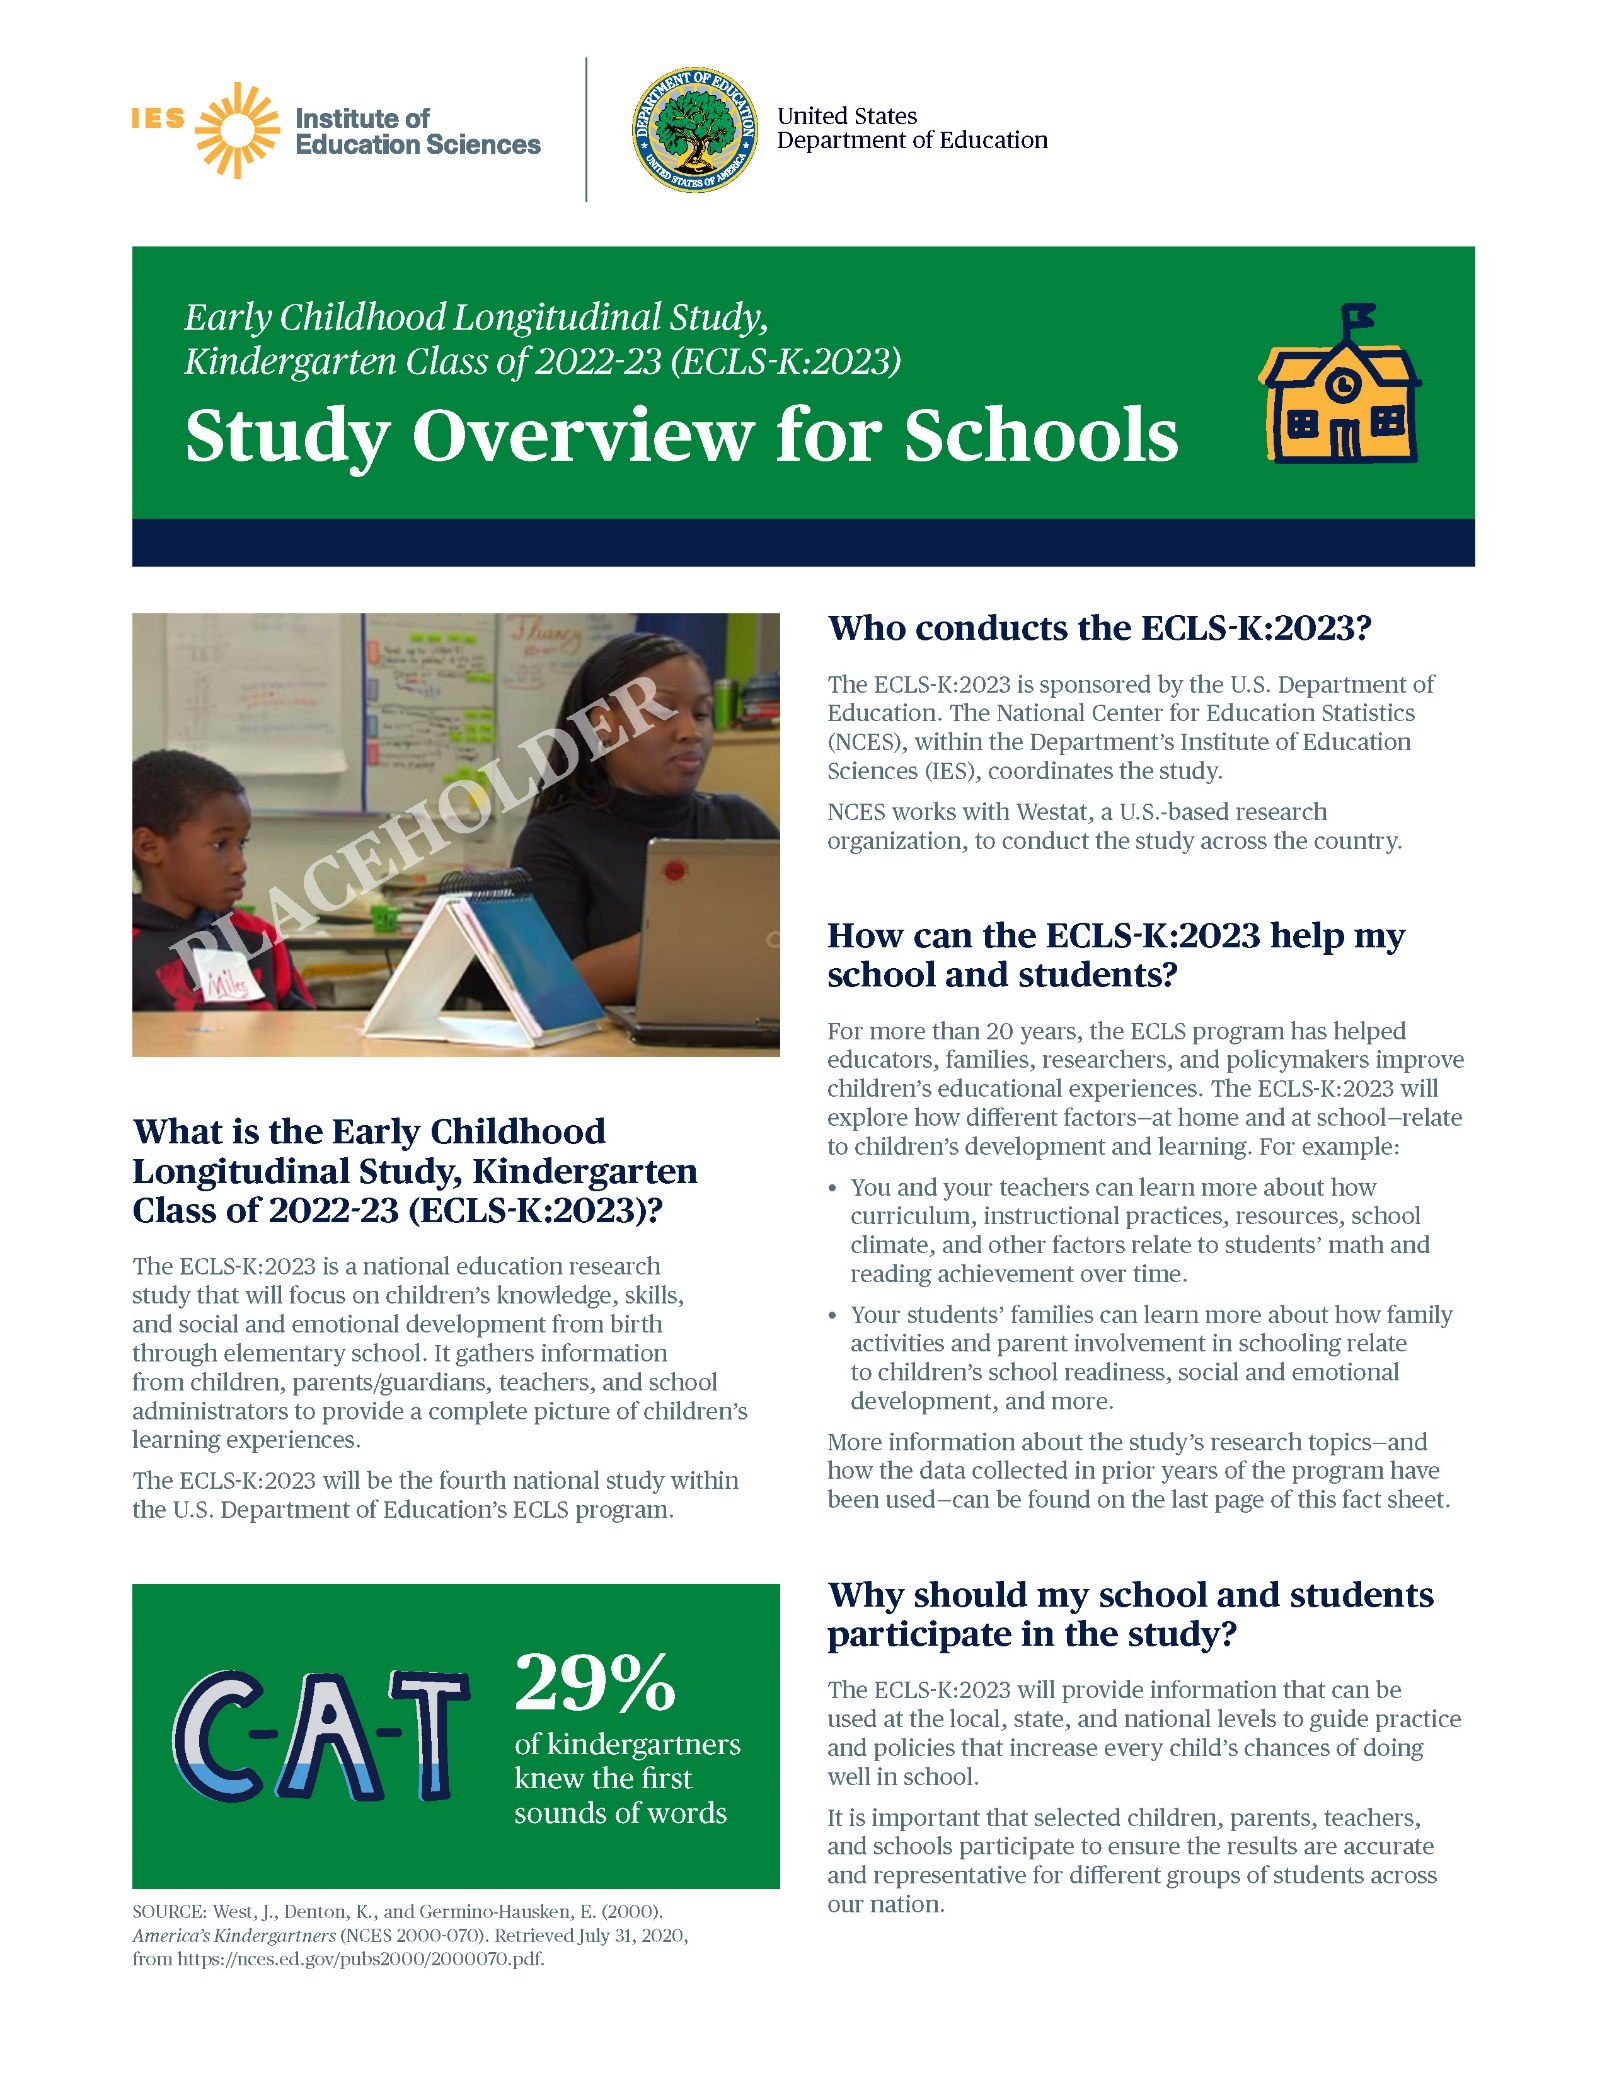 IES
Institute of
Education Sciences
DEPARTMENT OF EDUCATION
UNITED STATES OF AMERICA
United States
Department of Education
Early Childhood Longitudinal Study,
Kindergarten Class of 2022-23 (ECLS-K:2023)
Study Overview for Schools
Fluency
PLACEHOLDER
Miles
What is the Early Childhood
Longitudinal Study, Kindergarten
Class of 2022-23 (ECLS-K:2023)?
The ECLS-K:2023 is a national education research
study that will focus on children’s knowledge, skills,
and social and emotional development from birth
through elementary school. It gathers information
from children, parents/guardians, teachers, and school
administrators to provide a complete picture of children’s
learning experiences.
The ECLS-K:2023 will be the fourth national study within
the U.S. Department of Education’s ECLS program.
C-A-T
29%
of kindergartners
knew the first
sounds of words
SOURCE: West, J., Denton, K., and Germino-Hausken, E. (2000).
America’s Kindergartners (NCES 2000-070). Retrieved July 31, 2020,
from https://nces.ed.gov/pubs2000/2000070.pdf.
Who conducts the ECLS-K:2023?
The ECLS-K:2023 is sponsored by the U.S. Department of
Education. The National Center for Education Statistics
(NCES), within the Department’s Institute of Education
Sciences (IES), coordinates the study.
NCES works with Westat, a U.S.-based research
organization, to conduct the study across the country.
How can the ECLS-K:2023 help my
school and students?
For more than 20 years, the ECLS program has helped
educators, families, researchers, and policymakers improve
children’s educational experiences. The ECLS-K:2023 will
explore how different factors—at home and at school—relate
to children’s development and learning. For example:
• You and your teachers can learn more about how
curriculum, instructional practices, resources, school
climate, and other factors relate to students’ math and
reading achievement over time.
• Your students’ families can learn more about how family
activities and parent involvement in schooling relate
to children’s school readiness, social and emotional
development, and more.
More information about the study’s research topics—and
how the data collected in prior years of the program have
been used—can be found on the last page of this fact sheet.
Why should my school and students
participate in the study?
The ECLS-K:2023 will provide information that can be
used at the local, state, and national levels to guide practice
and policies that increase every child’s chances of doing
well in school.
It is important that selected children, parents, teachers,
and schools participate to ensure the results are accurate
and representative for different groups of students across
our nation.